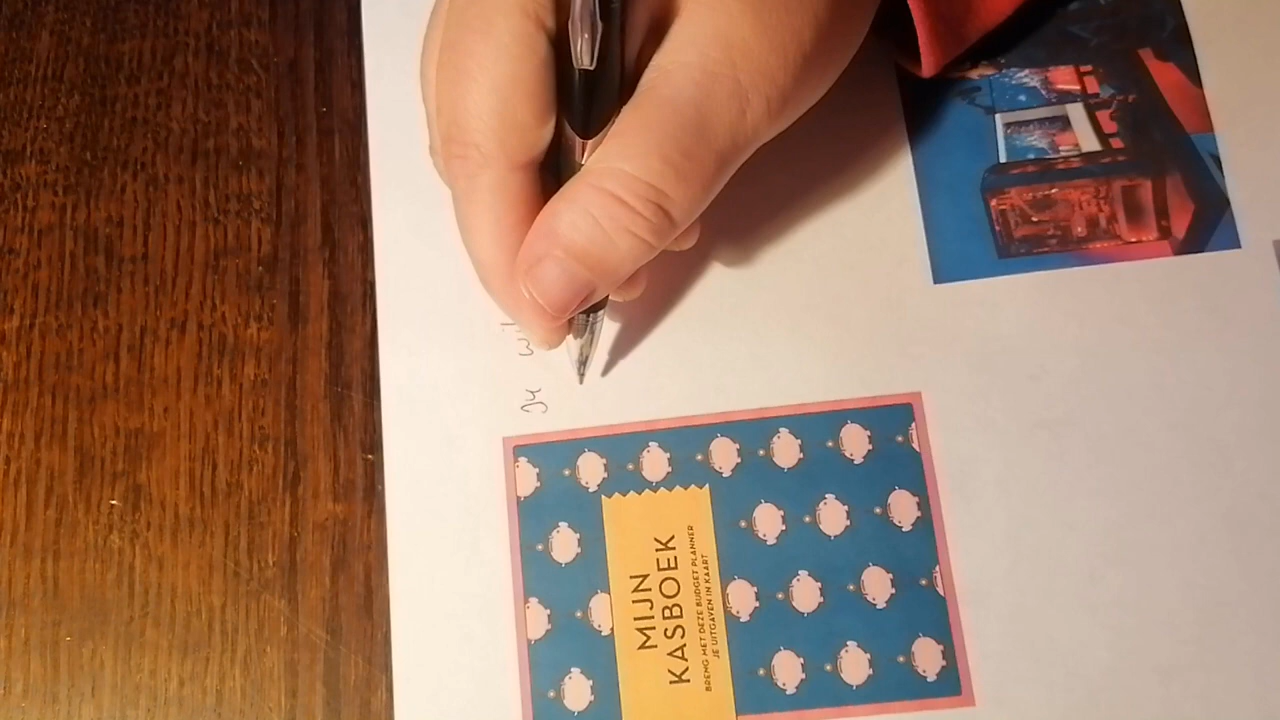 MIJN
KASBOEK
BRENG MET DEZE BUDGET PLANNER
JE UITGAVEN IN KAART